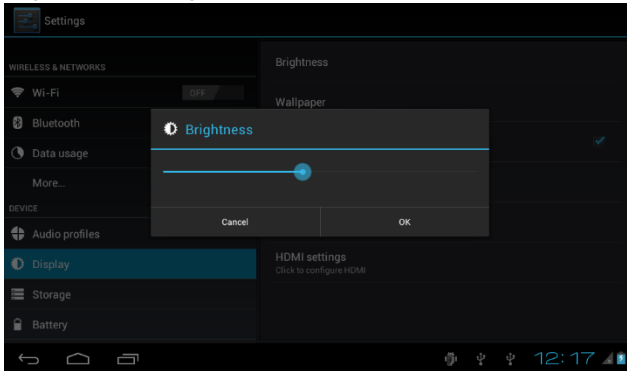 Settings
WIRELESS & NETWORKS
Wi-Fi
OFF
Bluetooth
Data usage
More...
DEVICE
Audio profiles
Display
Storage
Battery
Brightness
Wallpaper
Brightness
Cancel
OK
HDMI settings
Click to configure HDMI
12:17